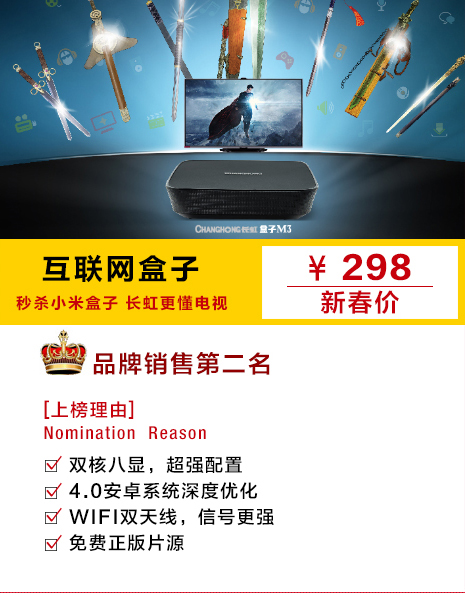 CHANGHONG长虹 盒子M3
互联网盒子
秒杀小米盒子 长虹更懂电视
¥ 298
新春价
品牌销售第二名
[上榜理由]
Nomination Reason
双核八显，超强配置
4.0安卓系统深度优化
WIFI双天线，信号更强
免费正版片源